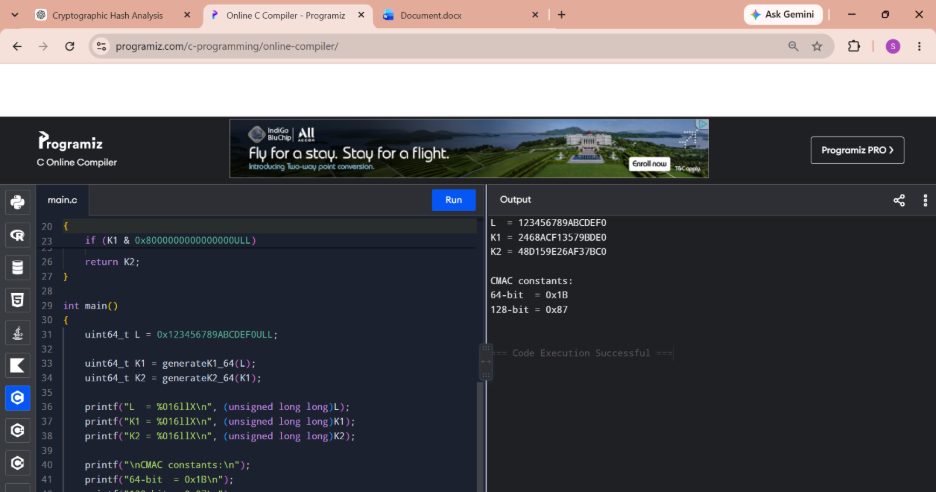 Cryptographic Hash Analysis
Online C Compiler - Programiz
Document.docx
Ask Gemini
programiz.com/c-programming/online-compiler/
S
Programiz
C Online Compiler
IndiGo BluChip
All
ACCOR
Fly for a stay. Stay for a flight.
Introducing Two-way point conversion.
Enroll now
T&C apply
Programiz PRO >
main.c
Run
Output
20 {
23 if (K1 & 0x8000000000000000ULL)
26 return K2;
27 }
28
29 int main()
30 {
31 uint64_t L = 0x123456789ABCDEF0ULL;
32
33 uint64_t K1 = generateK1_64(L);
34 uint64_t K2 = generateK2_64(K1);
35
36 printf("L  = %016llX\n", (unsigned long long)L);
37 printf("K1 = %016llX\n", (unsigned long long)K1);
38 printf("K2 = %016llX\n", (unsigned long long)K2);
39
40 printf("\nCMAC constants:\n");
41 printf("64-bit  = 0x1B\n");
L  = 123456789ABCDEF0
K1 = 2468ACF13579BDE0
K2 = 48D159E26AF37BC0
CMAC constants:
64-bit  = 0x1B
128-bit = 0x87
=== Code Execution Successful ===